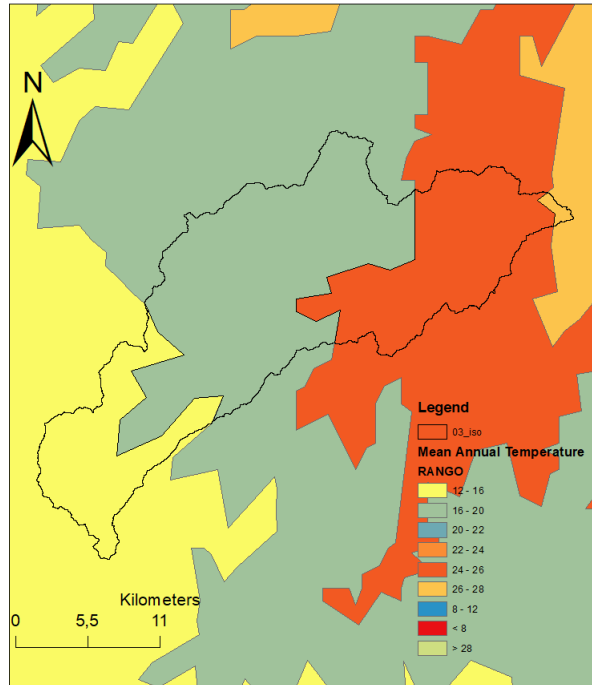 N
Legend
03_iso
Mean Annual Temperature
RANGO
12 - 16
16 - 20
20 - 22
22 - 24
24 - 26
26 - 28
8 - 12
< 8
> 28
Kilometers
0 5,5 11